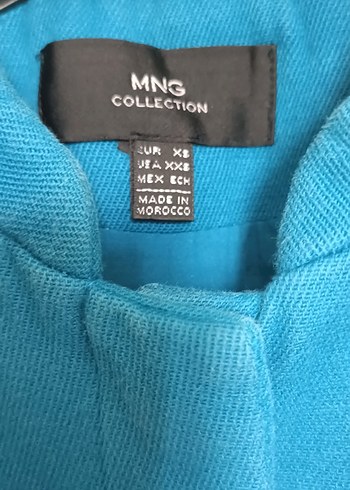 MNG
COLLECTION
EUR XS
USA XXS
MEX ECH
MADE IN
MOROCCO